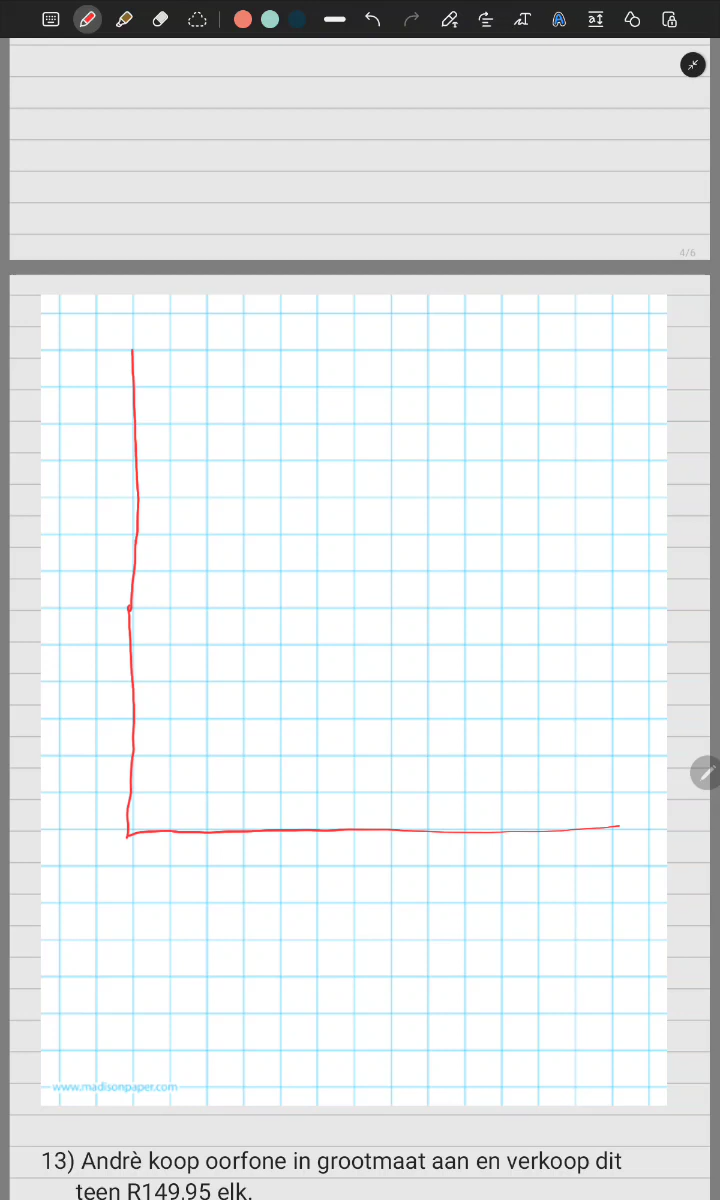 4/6
www.madisonpaper.com
13) Andrè koop oorfone in grootmaat aan en verkoop dit
teen R149,95 elk.